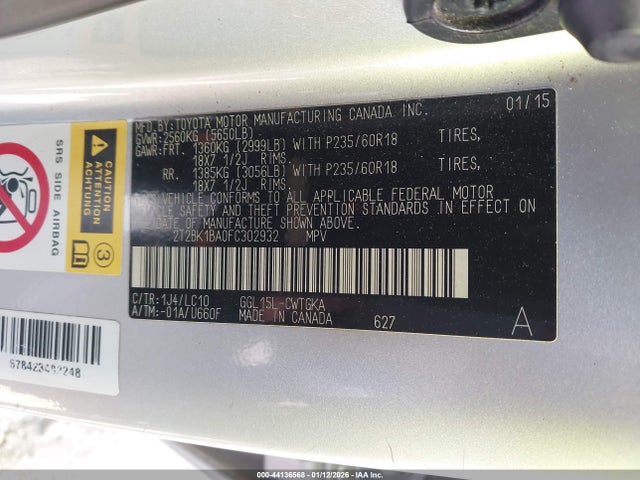 MFD.BY:TOYOTA MOTOR MANUFACTURING CANADA INC. 01/15
GVWR:2560KG (5650LB)
GAWR:FRT. 1360KG (2999LB) WITH P235/60R18 TIRES,
18X7 1/2J RIMS.
RR. 1385KG (3056LB) WITH P235/60R18 TIRES,
18X7 1/2J RIMS.
THIS VEHICLE CONFORMS TO ALL APPLICABLE FEDERAL MOTOR
VEHICLE SAFETY AND THEFT PREVENTION STANDARDS IN EFFECT ON
THE DATE OF MANUFACTURE SHOWN ABOVE.
2T2BK1BA0FC302932 MPV
C/TR:1J4/LC10 GGL15L-CWTGKA
A/TM:-01A/U660F MADE IN CANADA 627 A
SRS SIDE AIRBAG
CAUTION
ATTENTION
ACHTUNG
3
000-44136568 - 01/12/2026 - IAAI.COM